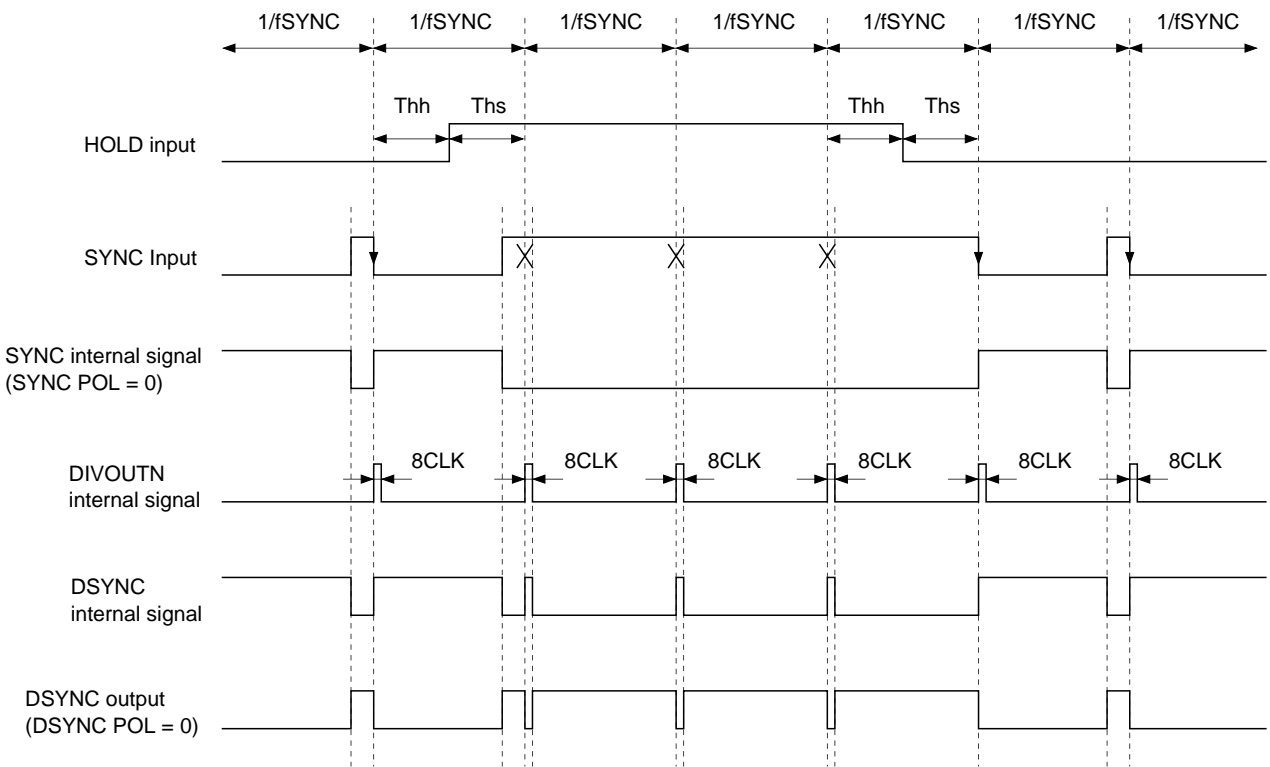 1/fSYNC 1/fSYNC 1/fSYNC 1/fSYNC 1/fSYNC 1/fSYNC 1/fSYNC
Thh Ths Thh Ths
HOLD input
SYNC Input
SYNC internal signal
(SYNC POL = 0)
8CLK 8CLK 8CLK 8CLK 8CLK 8CLK
DIVOUTN
internal signal
DSYNC
internal signal
DSYNC output
(DSYNC POL = 0)